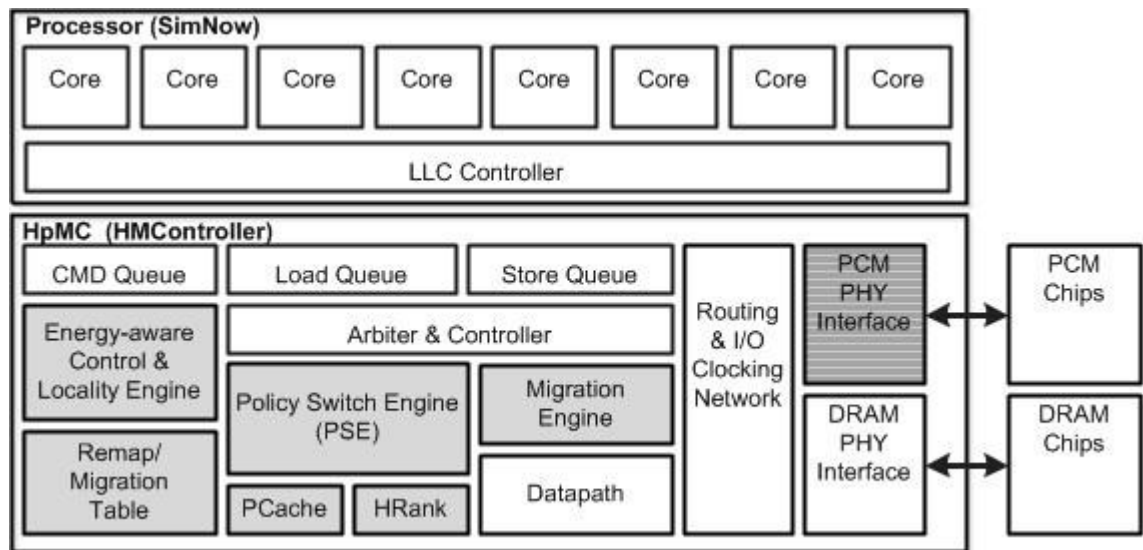 Processor (SimNow)
Core Core Core Core Core Core Core Core
LLC Controller
HpMC (HMController)
CMD Queue
Load Queue
Store Queue
Energy-aware
Control &
Locality Engine
Remap/
Migration
Table
Arbiter & Controller
Policy Switch Engine
(PSE)
PCache
HRank
Migration
Engine
Datapath
Routing
& I/O
Clocking
Network
PCM
PHY
Interface
DRAM
PHY
Interface
PCM
Chips
DRAM
Chips